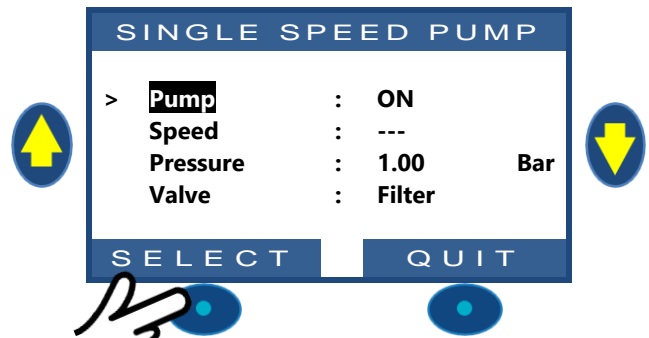 SINGLE SPEED PUMP
> Pump : ON
Speed : ---
Pressure : 1.00 Bar
Valve : Filter
SELECT QUIT